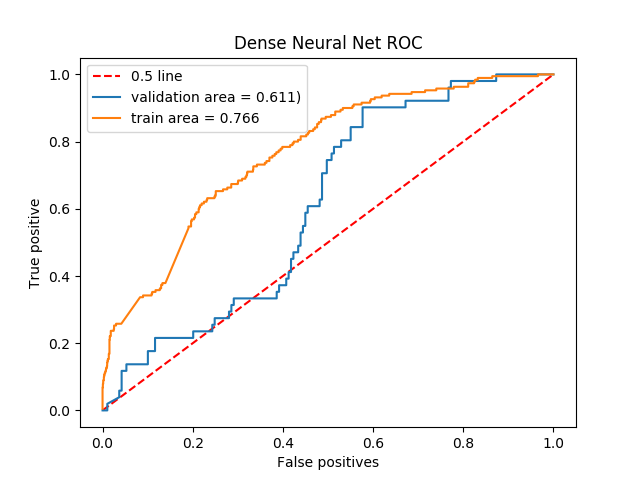 Dense Neural Net ROC
0.5 line
validation area = 0.611)
train area = 0.766
True positive
1.0
0.8
0.6
0.4
0.2
0.0
0.0 0.2 0.4 0.6 0.8 1.0
False positives